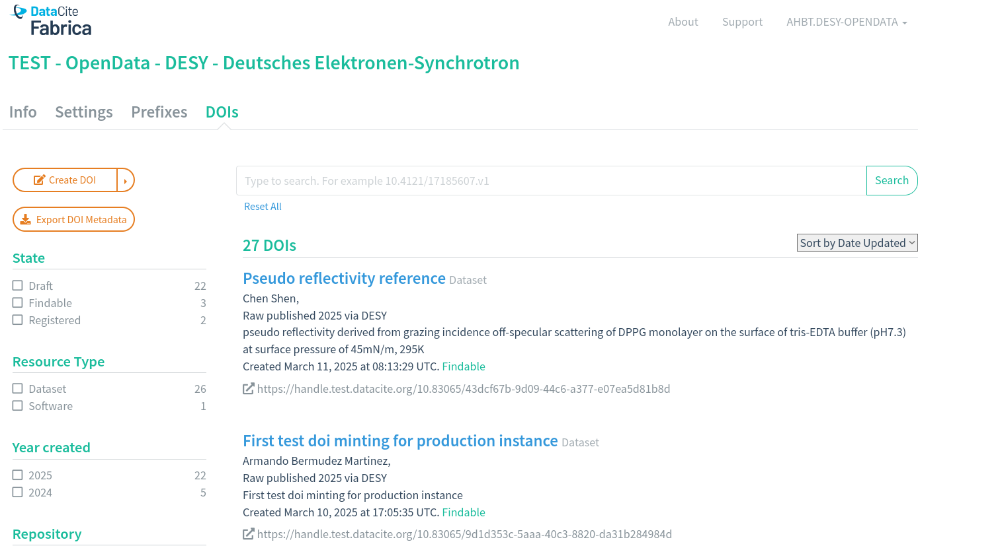 DataCite
Fabrica
About Support AHBT.DESY-OPENDATA
TEST - OpenData - DESY - Deutsches Elektronen-Synchrotron
Info Settings Prefixes DOIs
Create DOI
Type to search. For example 10.4121/17185607.v1
Search
Reset All
Export DOI Metadata
27 DOIs
Sort by Date Updated
State
Draft 22
Findable 3
Registered 2
Resource Type
Dataset 26
Software 1
Year created
2025 22
2024 5
Repository
Pseudo reflectivity reference Dataset
Chen Shen,
Raw published 2025 via DESY
pseudo reflectivity derived from grazing incidence off-specular scattering of DPPG monolayer on the surface of tris-EDTA buffer (pH7.3)
at surface pressure of 45mN/m, 295K
Created March 11, 2025 at 08:13:29 UTC. Findable
https://handle.test.datacite.org/10.83065/43dcf67b-9d09-44c6-a377-e07ea5d81b8d
First test doi minting for production instance Dataset
Armando Bermudez Martinez,
Raw published 2025 via DESY
First test doi minting for production instance
Created March 10, 2025 at 17:05:35 UTC. Findable
https://handle.test.datacite.org/10.83065/9d1d353c-5aaa-40c3-8820-da31b284984d